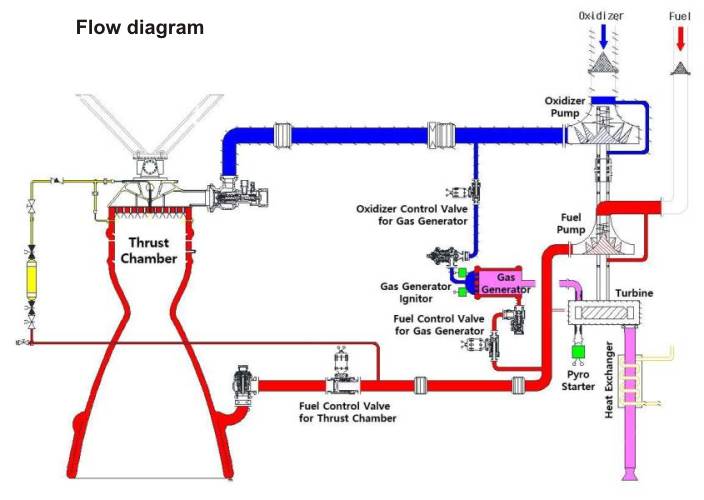 Flow diagram
Oxidizer
Fuel
Oxidizer
Pump
Oxidizer Control Valve
for Gas Generator
Fuel
Pump
Thrust
Chamber
Gas
Generator
Gas Generator
Ignitor
Turbine
Fuel Control Valve
for Gas Generator
Pyro
Starter
Heat Exchanger
Fuel Control Valve
for Thrust Chamber